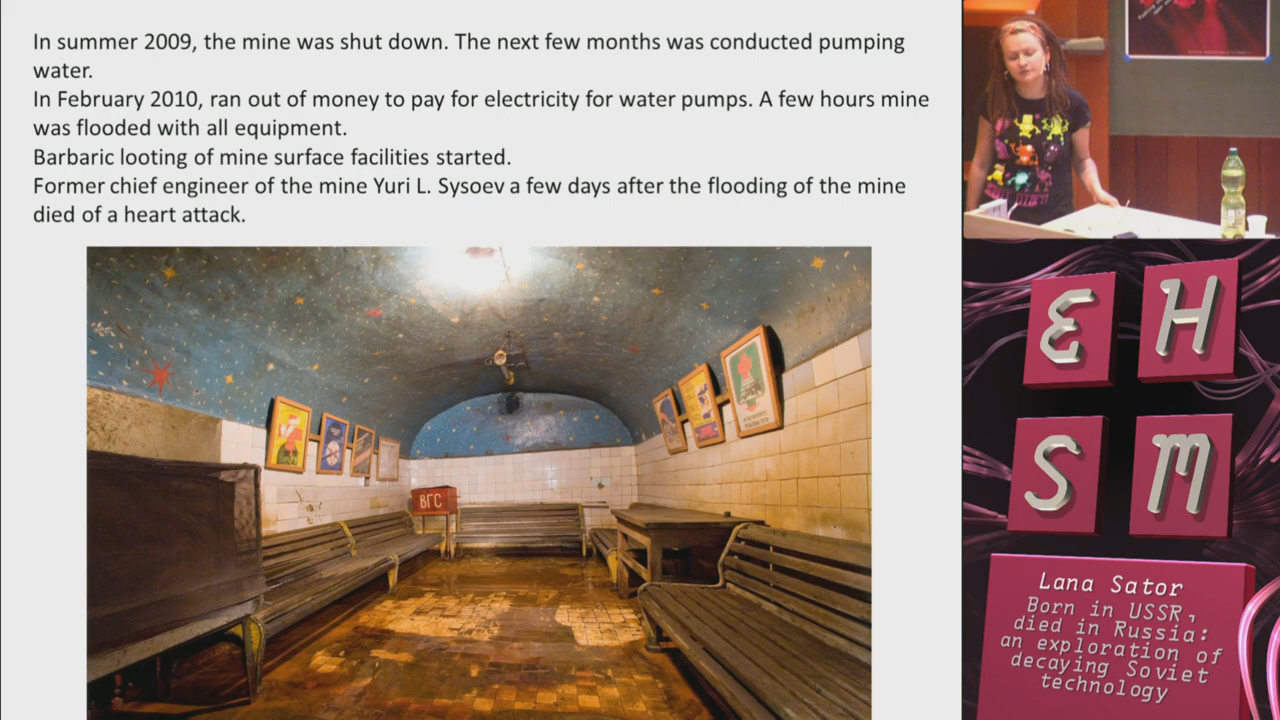 In summer 2009, the mine was shut down. The next few months was conducted pumping
water.
In February 2010, ran out of money to pay for electricity for water pumps. A few hours mine
was flooded with all equipment.
Barbaric looting of mine surface facilities started.
Former chief engineer of the mine Yuri L. Sysoev a few days after the flooding of the mine
died of a heart attack.
ВГС
E H
S M
Lana Sator
Born in USSR,
died in Russia:
an exploration of
decaying Soviet
technology